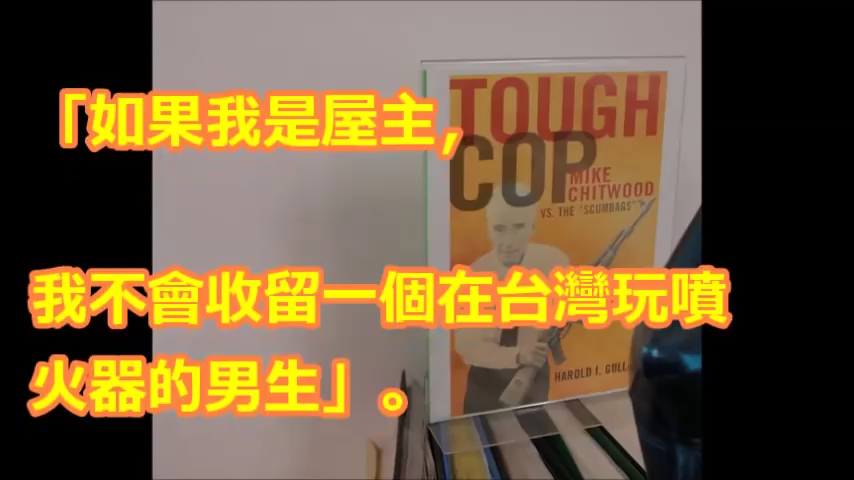 「如果我是屋主，
我不會收留一個在台灣玩噴
火器的男生」。
TOUGH
COP
MIKE
CHITWOOD
VS. THE "SCUMBAGS"
HAROLD I. GULL